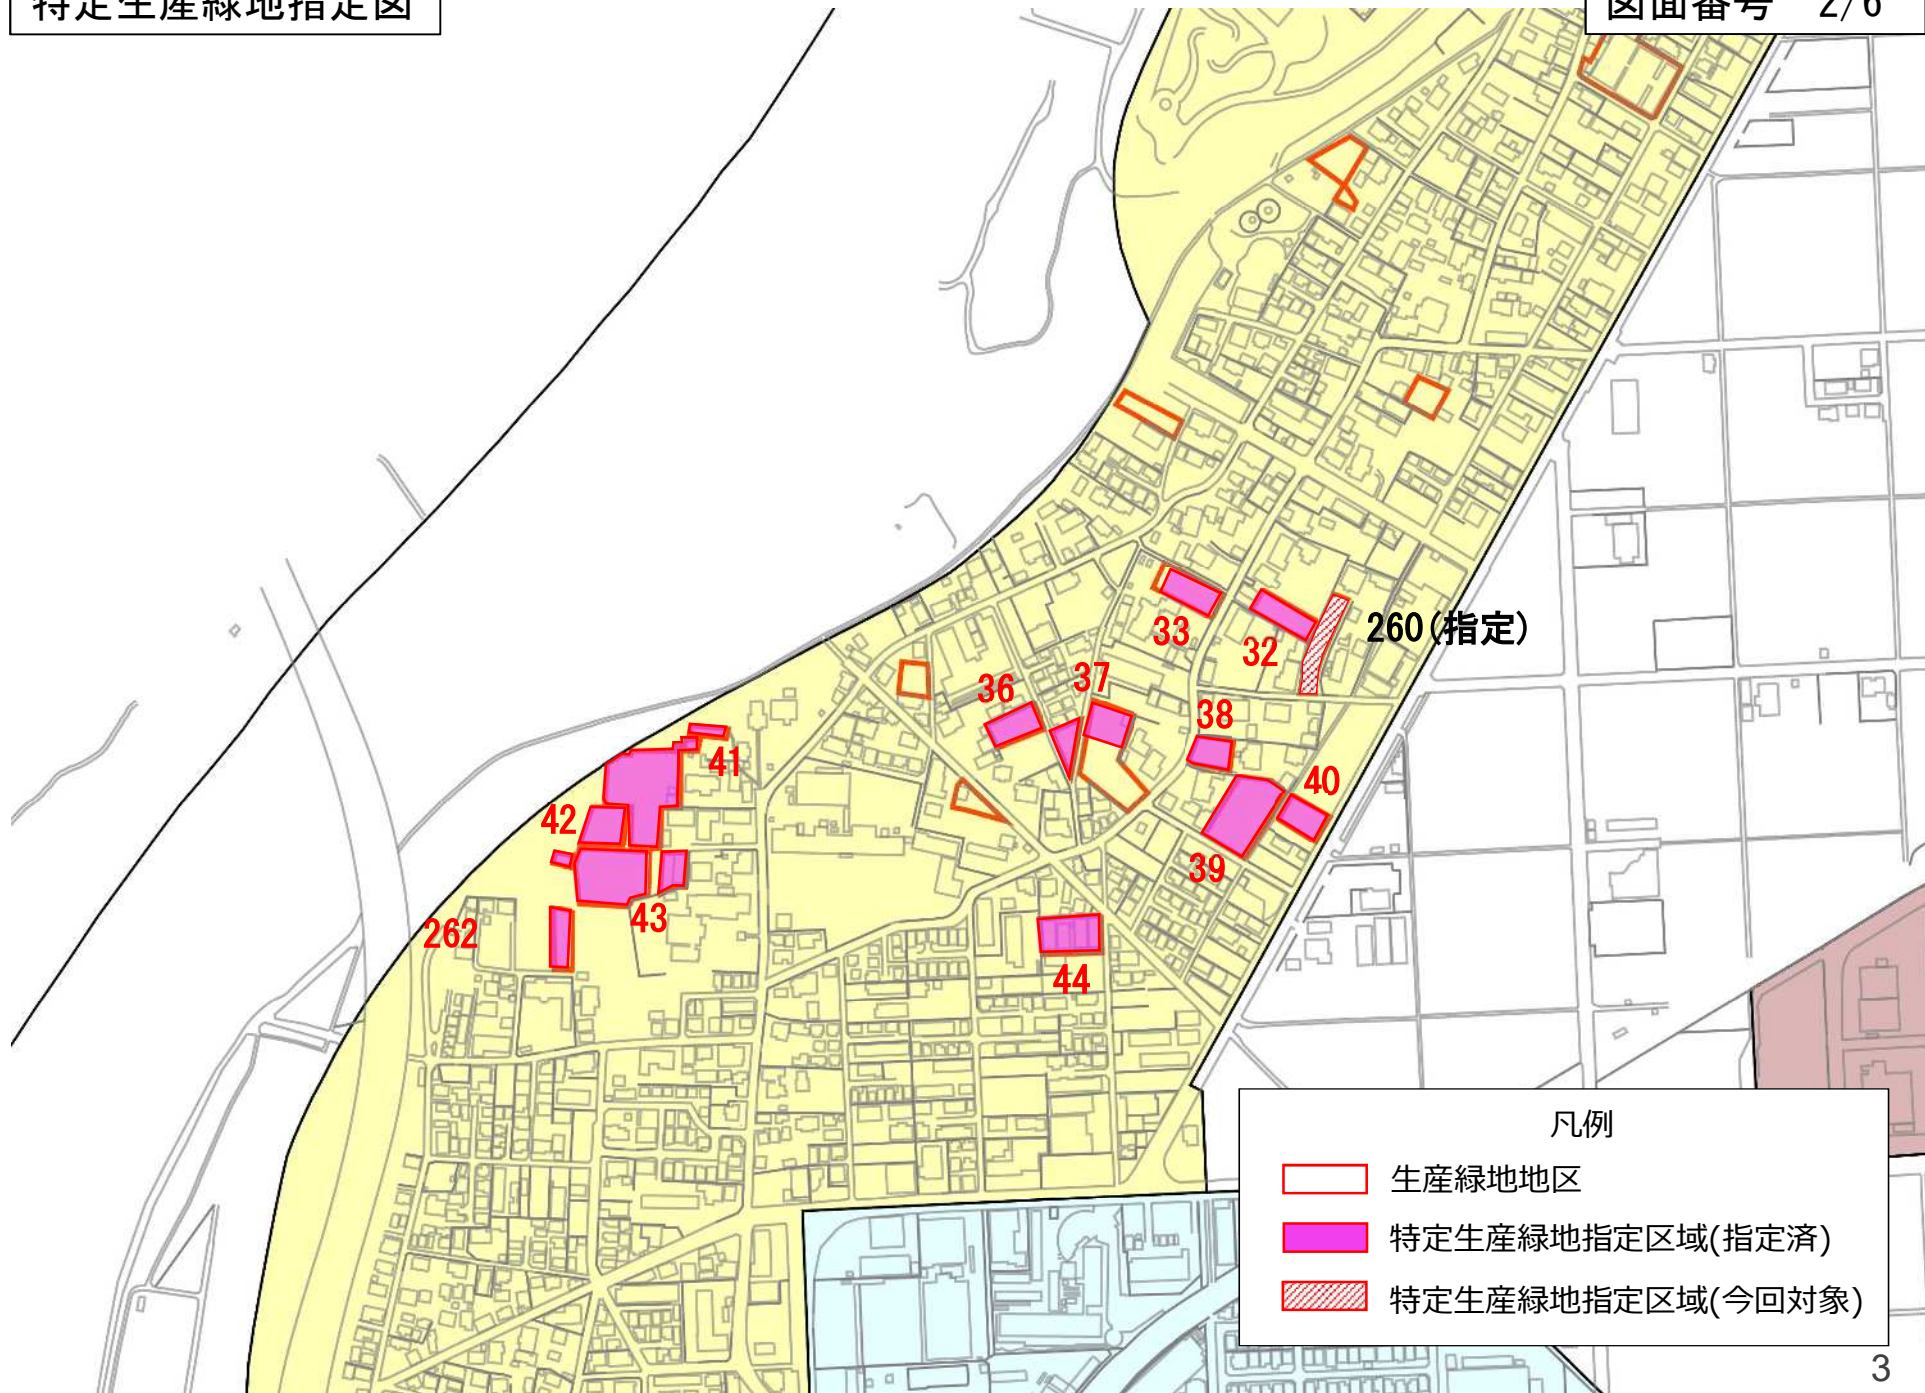 特定生産緑地指定図
図面番号 2/6
33
32
260(指定)
36
37
38
41
40
42
39
43
262
44
凡例
生産緑地地区
特定生産緑地指定区域(指定済)
特定生産緑地指定区域(今回対象)
3